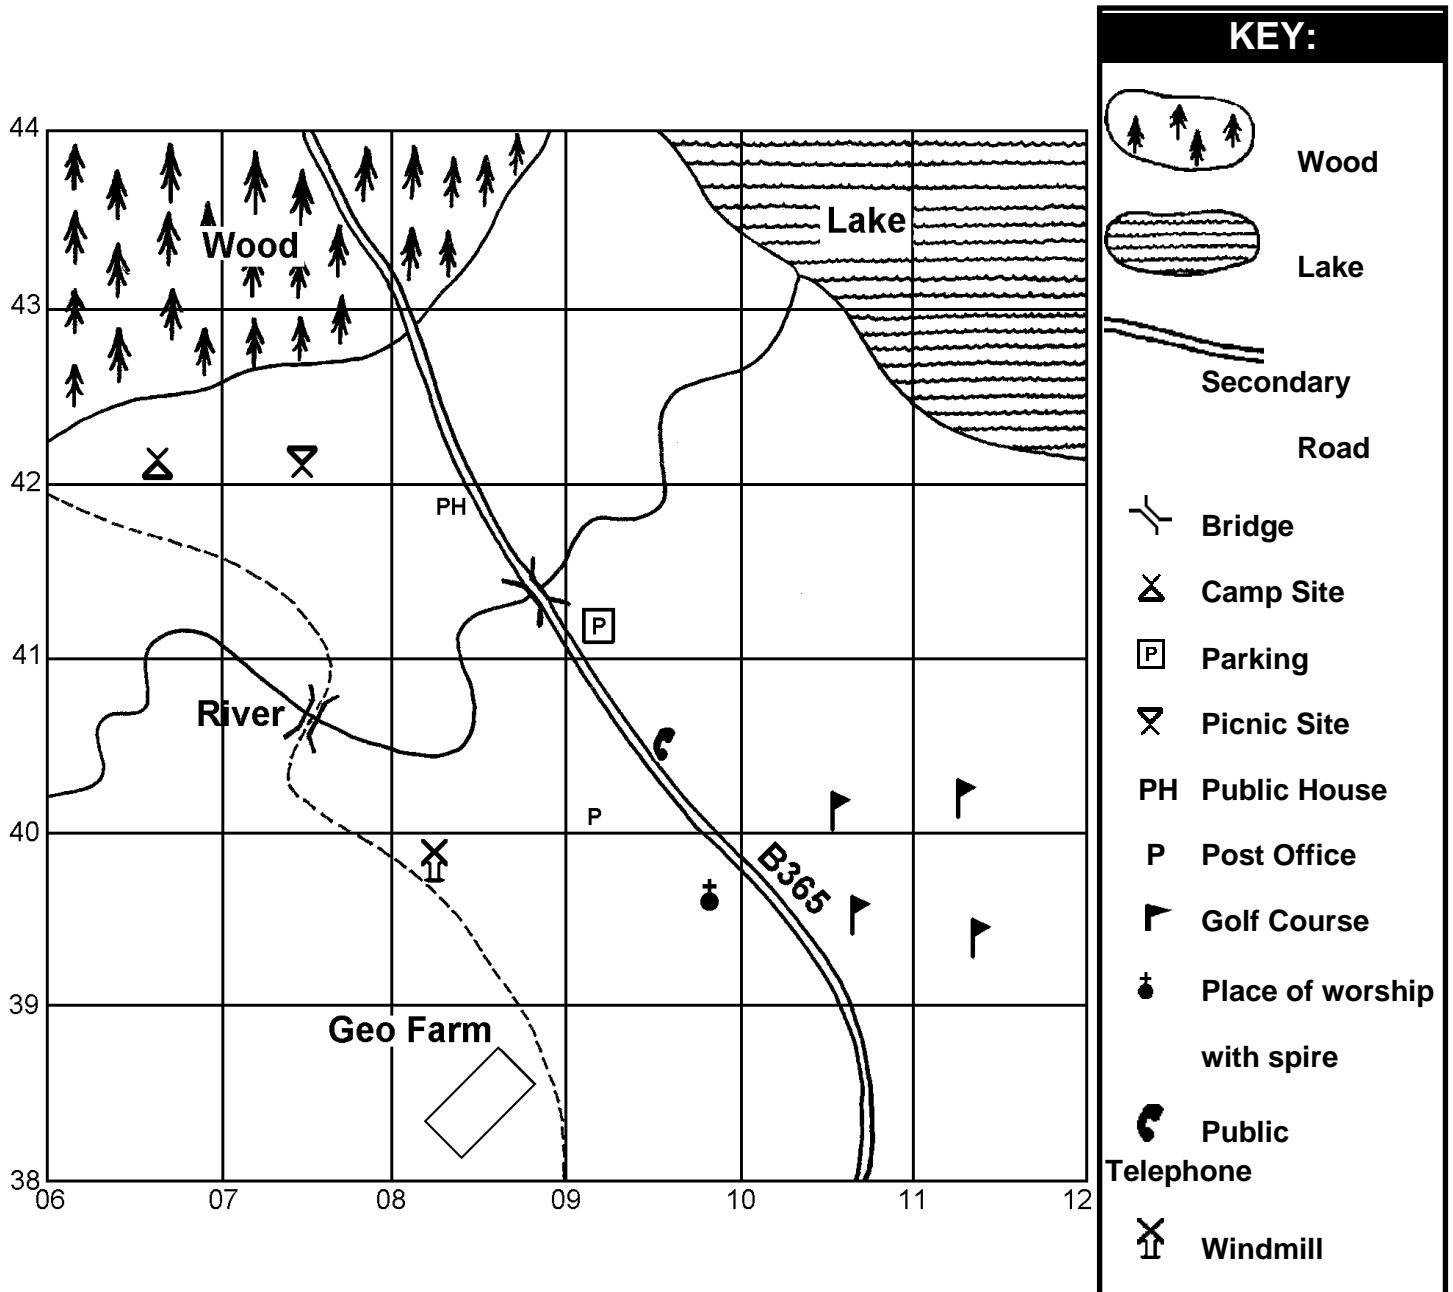 KEY:
44
Wood
Lake
Wood
Lake
43
Secondary
Road
42
PH
Bridge
Camp Site
P
41
P
Parking
River
Picnic Site
PH Public House
P
40
B365
P Post Office
Golf Course
39
Place of worship
Geo Farm
with spire
Public
Telephone
38
06 07 08 09 10 11 12
Windmill